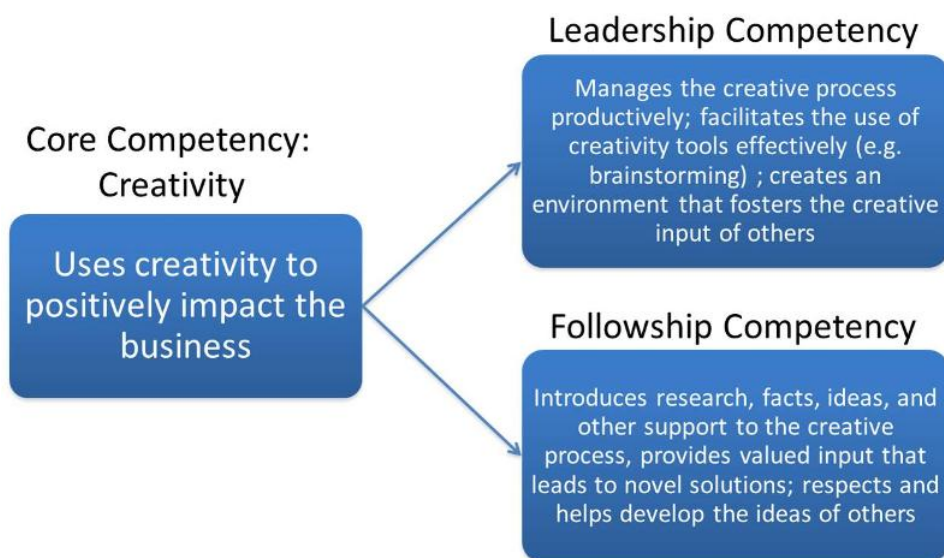 Core Competency:
Creativity
Uses creativity to
positively impact the
business
Leadership Competency
Manages the creative process
productively; facilitates the use of
creativity tools effectively (e.g.
brainstorming) ; creates an
environment that fosters the creative
input of others
Followship Competency
Introduces research, facts, ideas, and
other support to the creative
process, provides valued input that
leads to novel solutions; respects and
helps develop the ideas of others